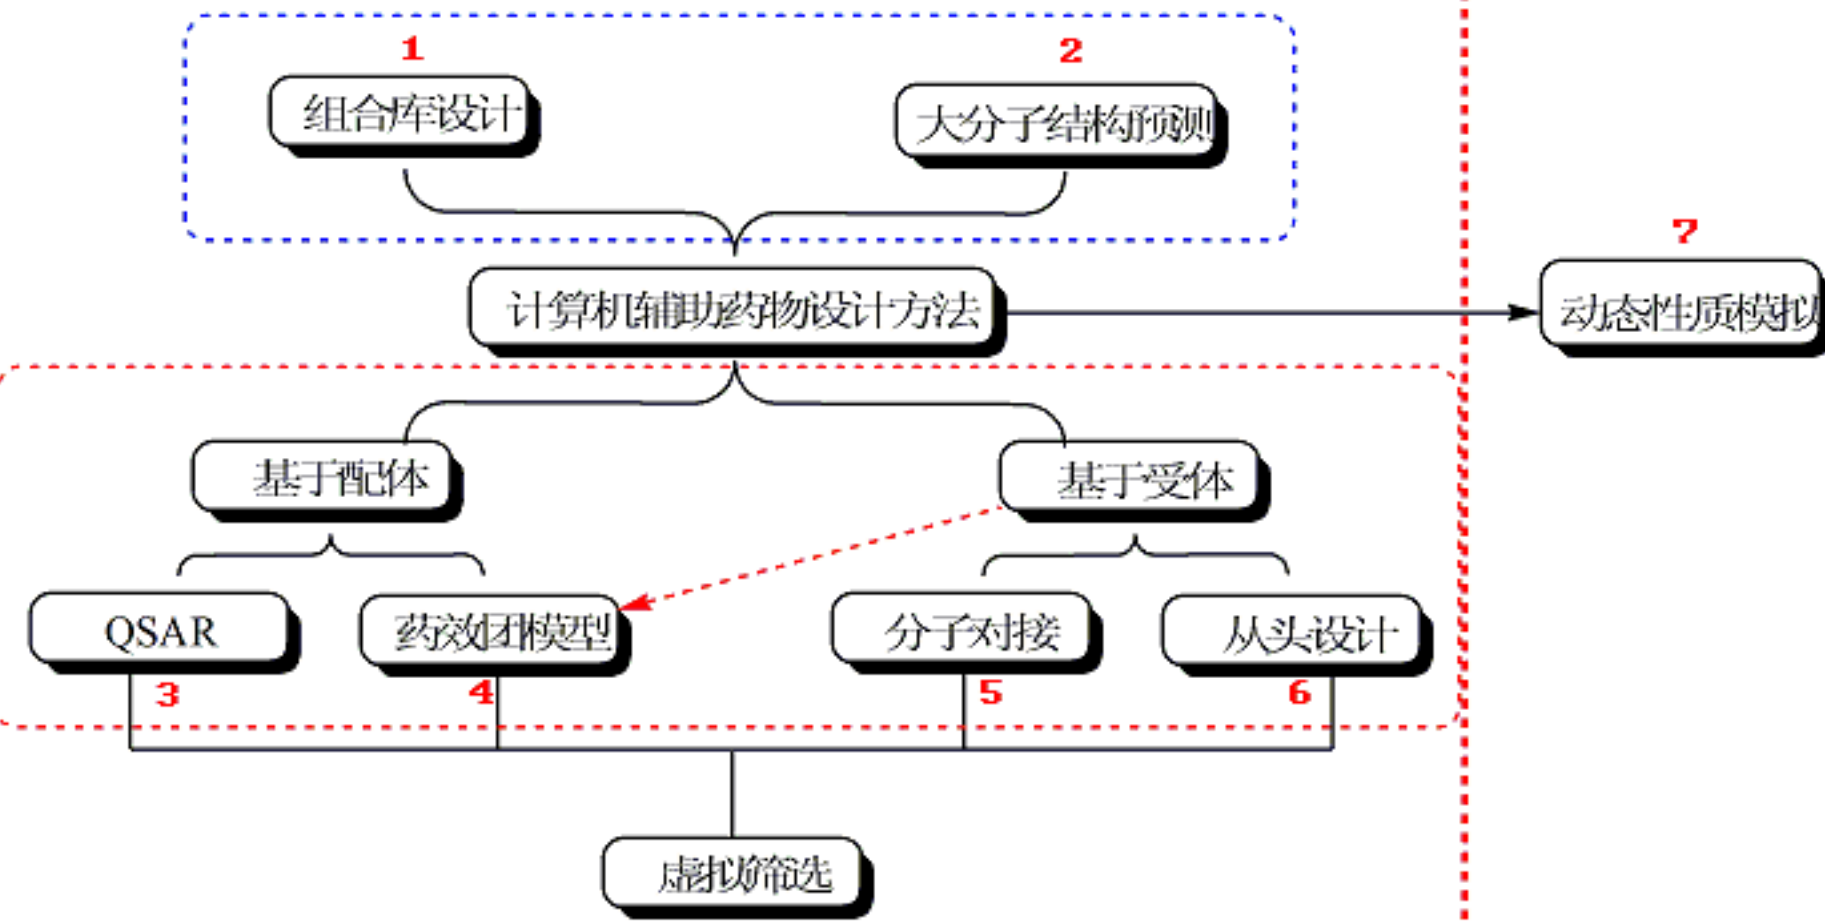 1
2
组合库设计
大分子结构预测
7
计算机辅助药物设计方法
动态性质模拟
基于配体
基于受体
QSAR
药效团模型
分子对接
从头设计
3
4
5
6
虚拟筛选